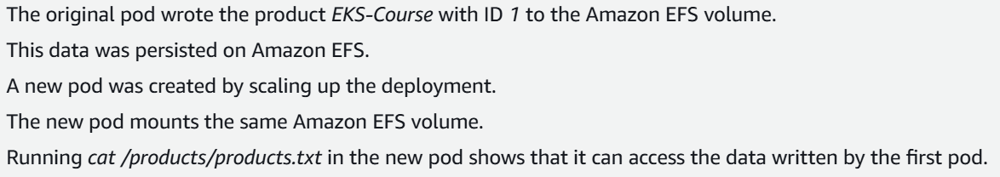 The original pod wrote the product EKS-Course with ID 1 to the Amazon EFS volume.
This data was persisted on Amazon EFS.
A new pod was created by scaling up the deployment.
The new pod mounts the same Amazon EFS volume.
Running cat /products/products.txt in the new pod shows that it can access the data written by the first pod.